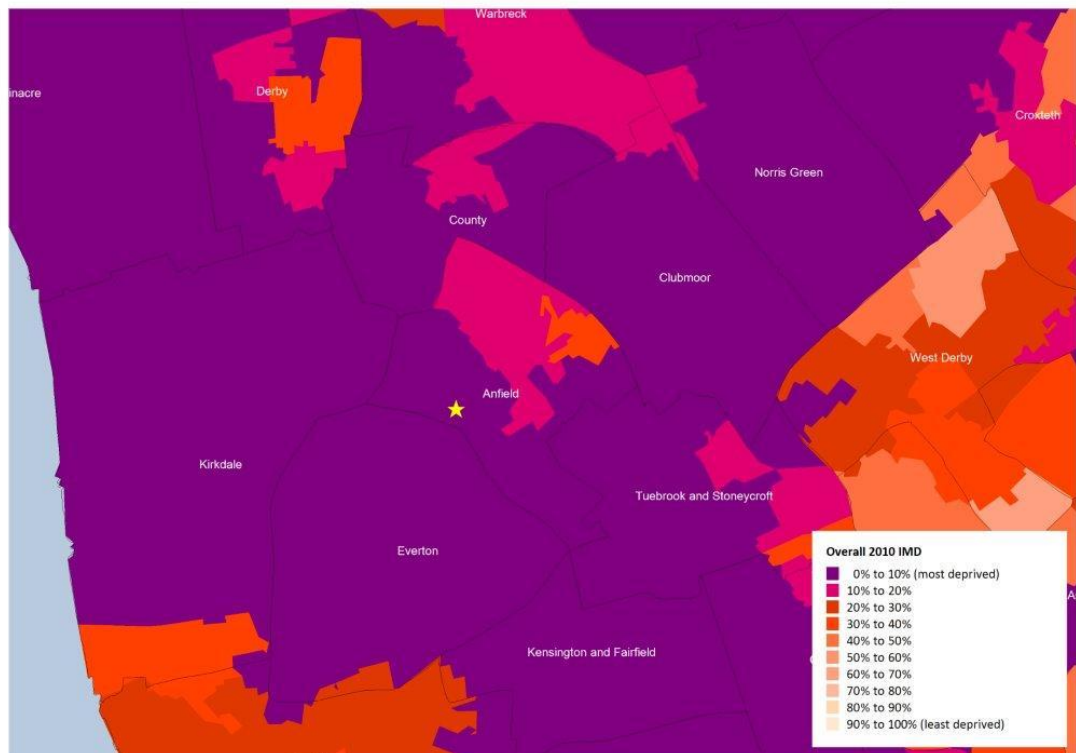 Warbreck
inacre
Derby
Croxteth
Norris Green
County
Clubmoor
West Derby
Anfield
Kirkdale
Tuebrook and Stoneycroft
Everton
Kensington and Fairfield
Overall 2010 IMD
0% to 10% (most deprived)
10% to 20%
20% to 30%
30% to 40%
40% to 50%
50% to 60%
60% to 70%
70% to 80%
80% to 90%
90% to 100% (least deprived)